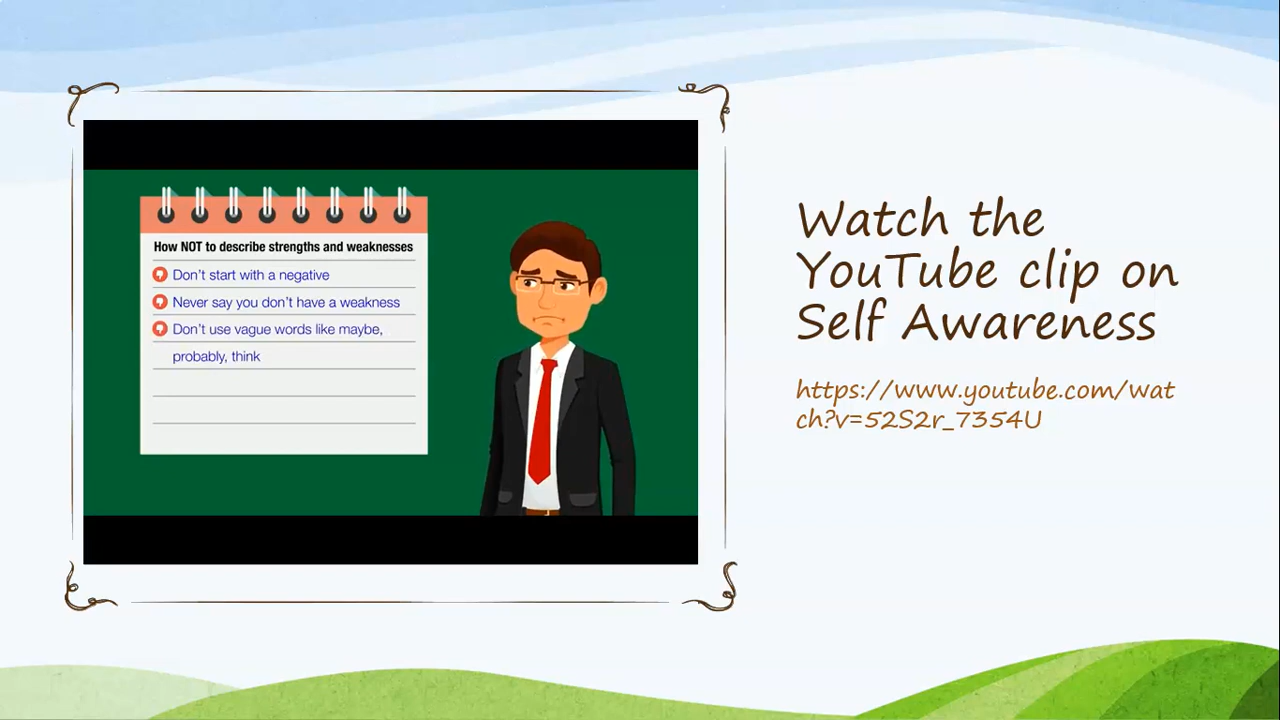 How NOT to describe strengths and weaknesses
Don't start with a negative
Never say you don't have a weakness
Don't use vague words like maybe,
probably, think
Watch the
YouTube clip on
Self Awareness
https://www.youtube.com/wat
ch?v=52S2r_7354U